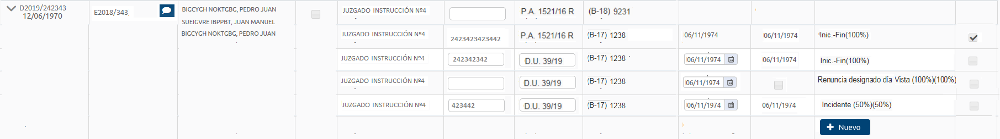 D2019/242343
12/06/1970
E2018/343
BIGCYGH NOKTGBG, PEDRO JUAN
SUEIGVRE IBPPBT, JUAN MANUEL
BIGCYGH NOKTGBG, PEDRO JUAN
JUZGADO INSTRUCCIÓN Nº4 P.A. 1521/16 R (B-18) 9231
JUZGADO INSTRUCCIÓN Nº4 2423423423442 P.A. 1521/16 R (B-17) 1238 06/11/1974 06/11/1974 Inic.-Fin(100%)
JUZGADO INSTRUCCIÓN Nº4 242342342 D.U. 39/19 (B-17) 1238 06/11/1974 06/11/1974 Inic.-Fin(100%)
JUZGADO INSTRUCCIÓN Nº4 D.U. 39/19 (B-17) 1238 06/11/1974 Renuncia designado día Vista (100%)(100%)
JUZGADO INSTRUCCIÓN Nº4 423442 D.U. 39/19 (B-17) 1238 06/11/1974 06/11/1974 Incidente (50%)(50%)
+ Nuevo